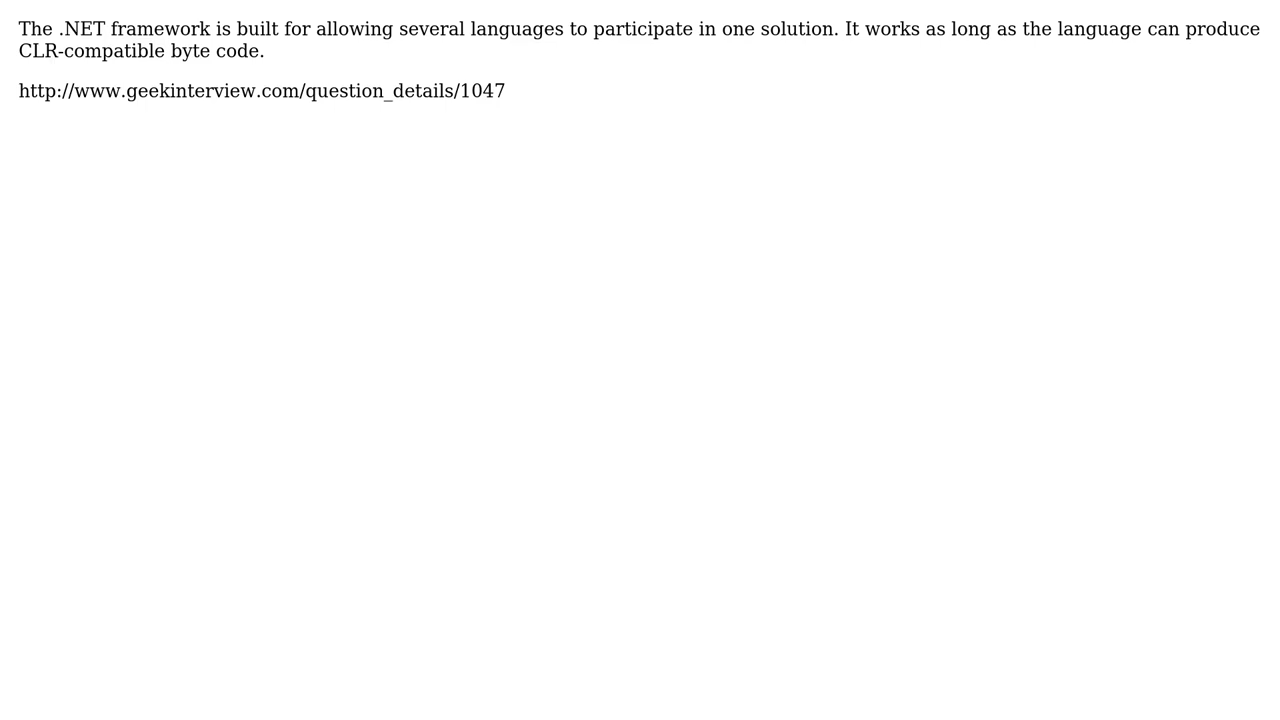 The .NET framework is built for allowing several languages to participate in one solution. It works as long as the language can produce
CLR-compatible byte code.
http://www.geekinterview.com/question_details/1047